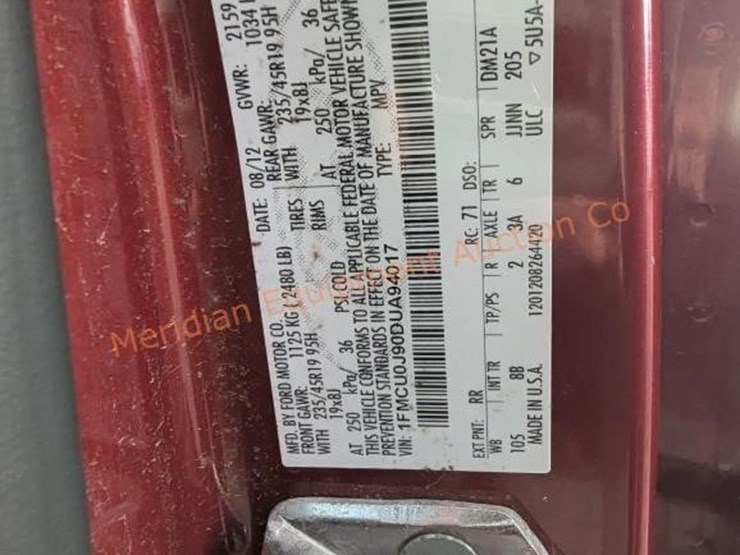 MFD. BY FORD MOTOR CO. DATE: 08/12 GVWR: 2159
FRONT GAWR: 1125 KG ( 2480 LB) REAR GAWR: 1034
WITH 235/45R19 95H TIRES WITH 235/45R19 95H
19x8J RIMS 19x8J
AT 250 kPa/ 36 PSI COLD AT 250 kPa/ 36
THIS VEHICLE CONFORMS TO ALL APPLICABLE FEDERAL MOTOR VEHICLE SAFE
PREVENTION STANDARDS IN EFFECT ON THE DATE OF MANUFACTURE SHOWN
VIN: 1FMCU0J90DUA94017 TYPE: MPV
EXT PNT: RR RC: 71 DSO:
WB INT TR TP/PS R AXLE TR SPR DM21A
105 8B 2 3A 6 JJNN 205
MADE IN U.S.A. 1201208264420 ULC ▽5U5A-
Meridian Equipment Auction Co